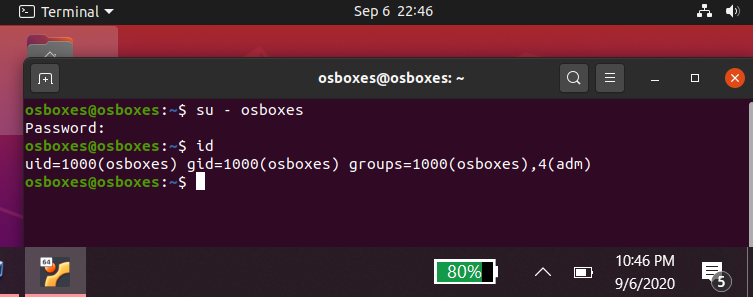 Terminal
Sep 6 22:46
osboxes@osboxes: ~
osboxes@osboxes:~$ su - osboxes
Password:
osboxes@osboxes:~$ id
uid=1000(osboxes) gid=1000(osboxes) groups=1000(osboxes),4(adm)
osboxes@osboxes:~$
64
80%
10:46 PM
9/6/2020
5